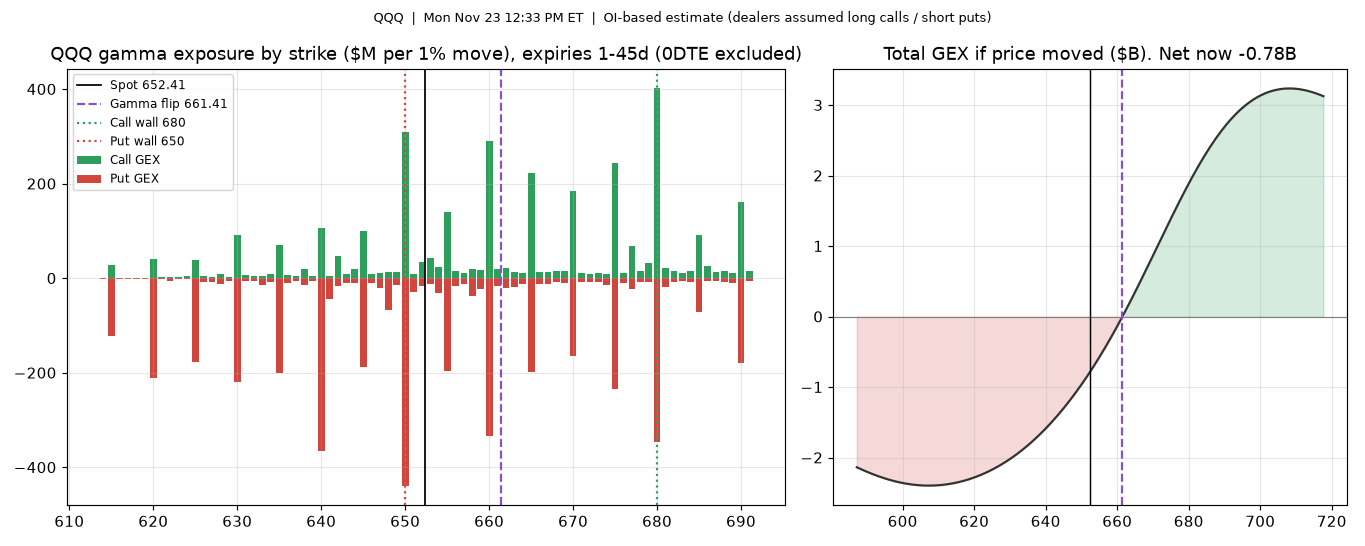 QQQ | Mon Nov 23 12:33 PM ET | OI-based estimate (dealers assumed long calls / short puts)
QQQ gamma exposure by strike ($M per 1% move), expiries 1-45d (0DTE excluded)
Spot 652.41
Gamma flip 661.41
Call wall 680
Put wall 650
Call GEX
Put GEX
400
200
0
−200
−400
610 620 630 640 650 660 670 680 690
Total GEX if price moved ($B). Net now -0.78B
3
2
1
0
−1
−2
600 620 640 660 680 700 720